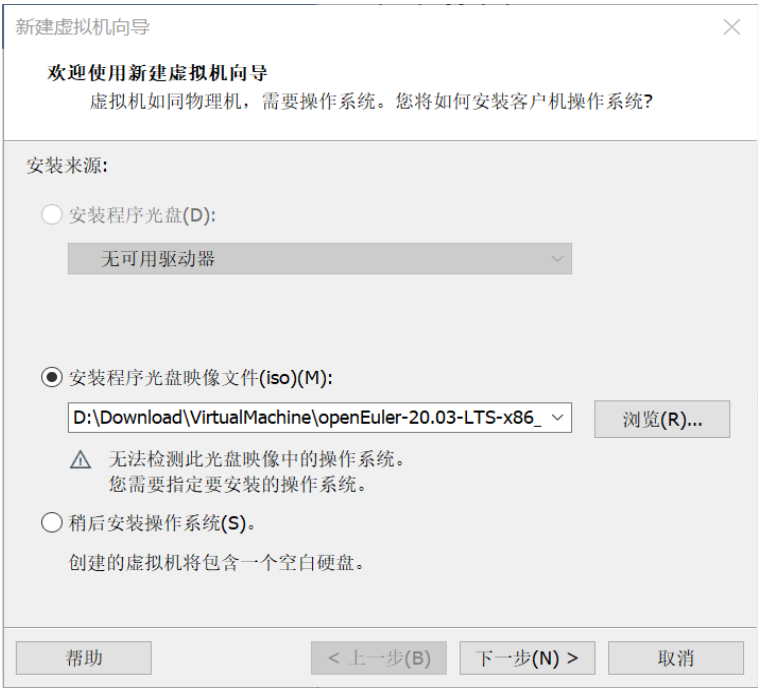 新建虚拟机向导
欢迎使用新建虚拟机向导
虚拟机如同物理机，需要操作系统。您将如何安装客户机操作系统?
安装来源:
安装程序光盘(D):
无可用驱动器
安装程序光盘映像文件(iso)(M):
D:\Download\VirtualMachine\openEuler-20.03-LTS-x86_
浏览(R)...
无法检测此光盘映像中的操作系统。
您需要指定要安装的操作系统。
稍后安装操作系统(S)。
创建的虚拟机将包含一个空白硬盘。
帮助
< 上一步(B)
下一步(N) >
取消